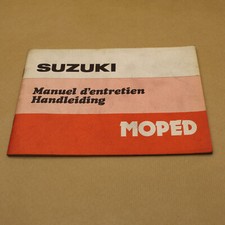 SUZUKI
Manuel d'entretien
Handleiding
MOPED